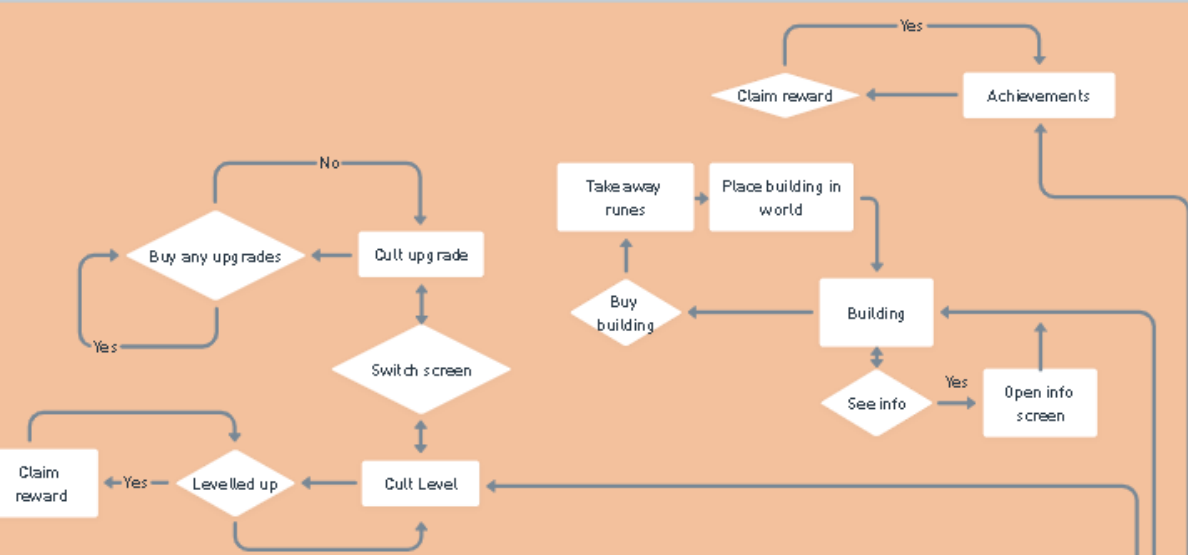 Yes
Claim reward
Achievements
No
Take away
runes
Place building in
world
Buy any upgrades
Cult upgrade
Buy
building
Building
Yes
Switch screen
See info
Yes
Open info
screen
Claim
reward
Yes
Levelled up
Cult Level